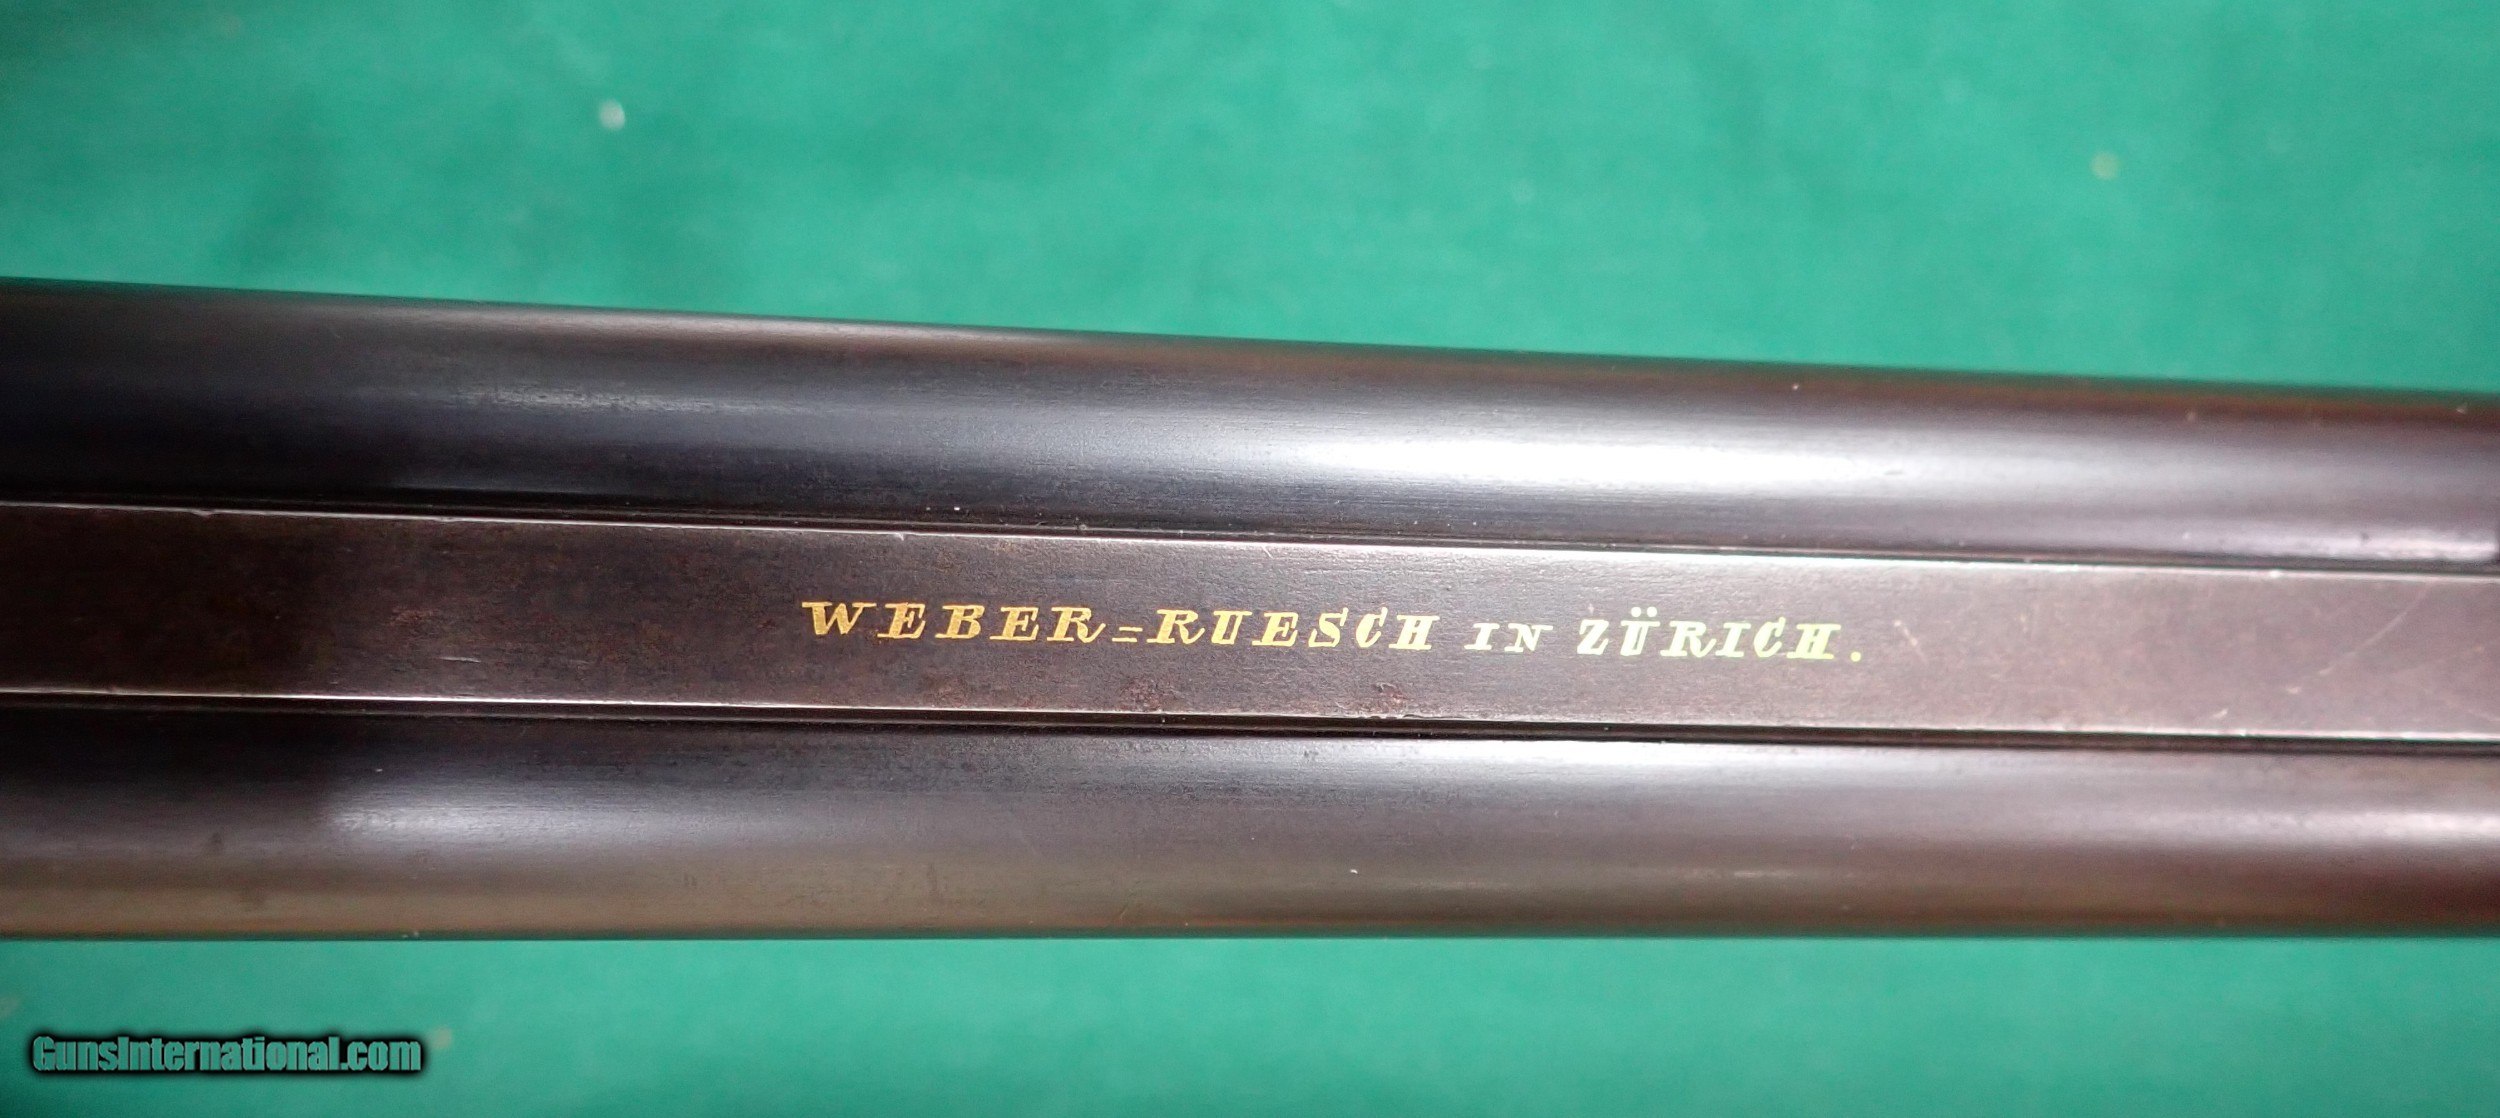 WEBER=RUESCH IN ZÜRICH.
GunsInternational.com